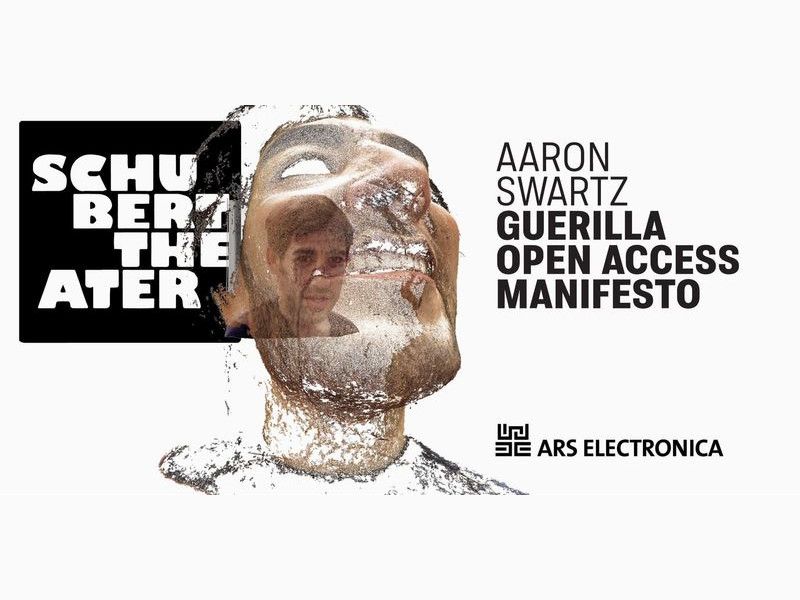 SCHU
BERT
THE
ATER
AARON
SWARTZ
GUERILLA
OPEN ACCESS
MANIFESTO
ARS ELECTRONICA